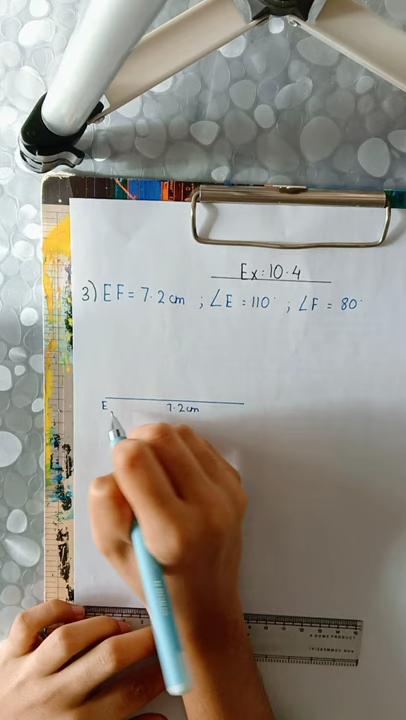 Ex: 10.4
3) EF = 7.2 cm ; ∠E = 110° ; ∠F = 80°
E 7.2 cm